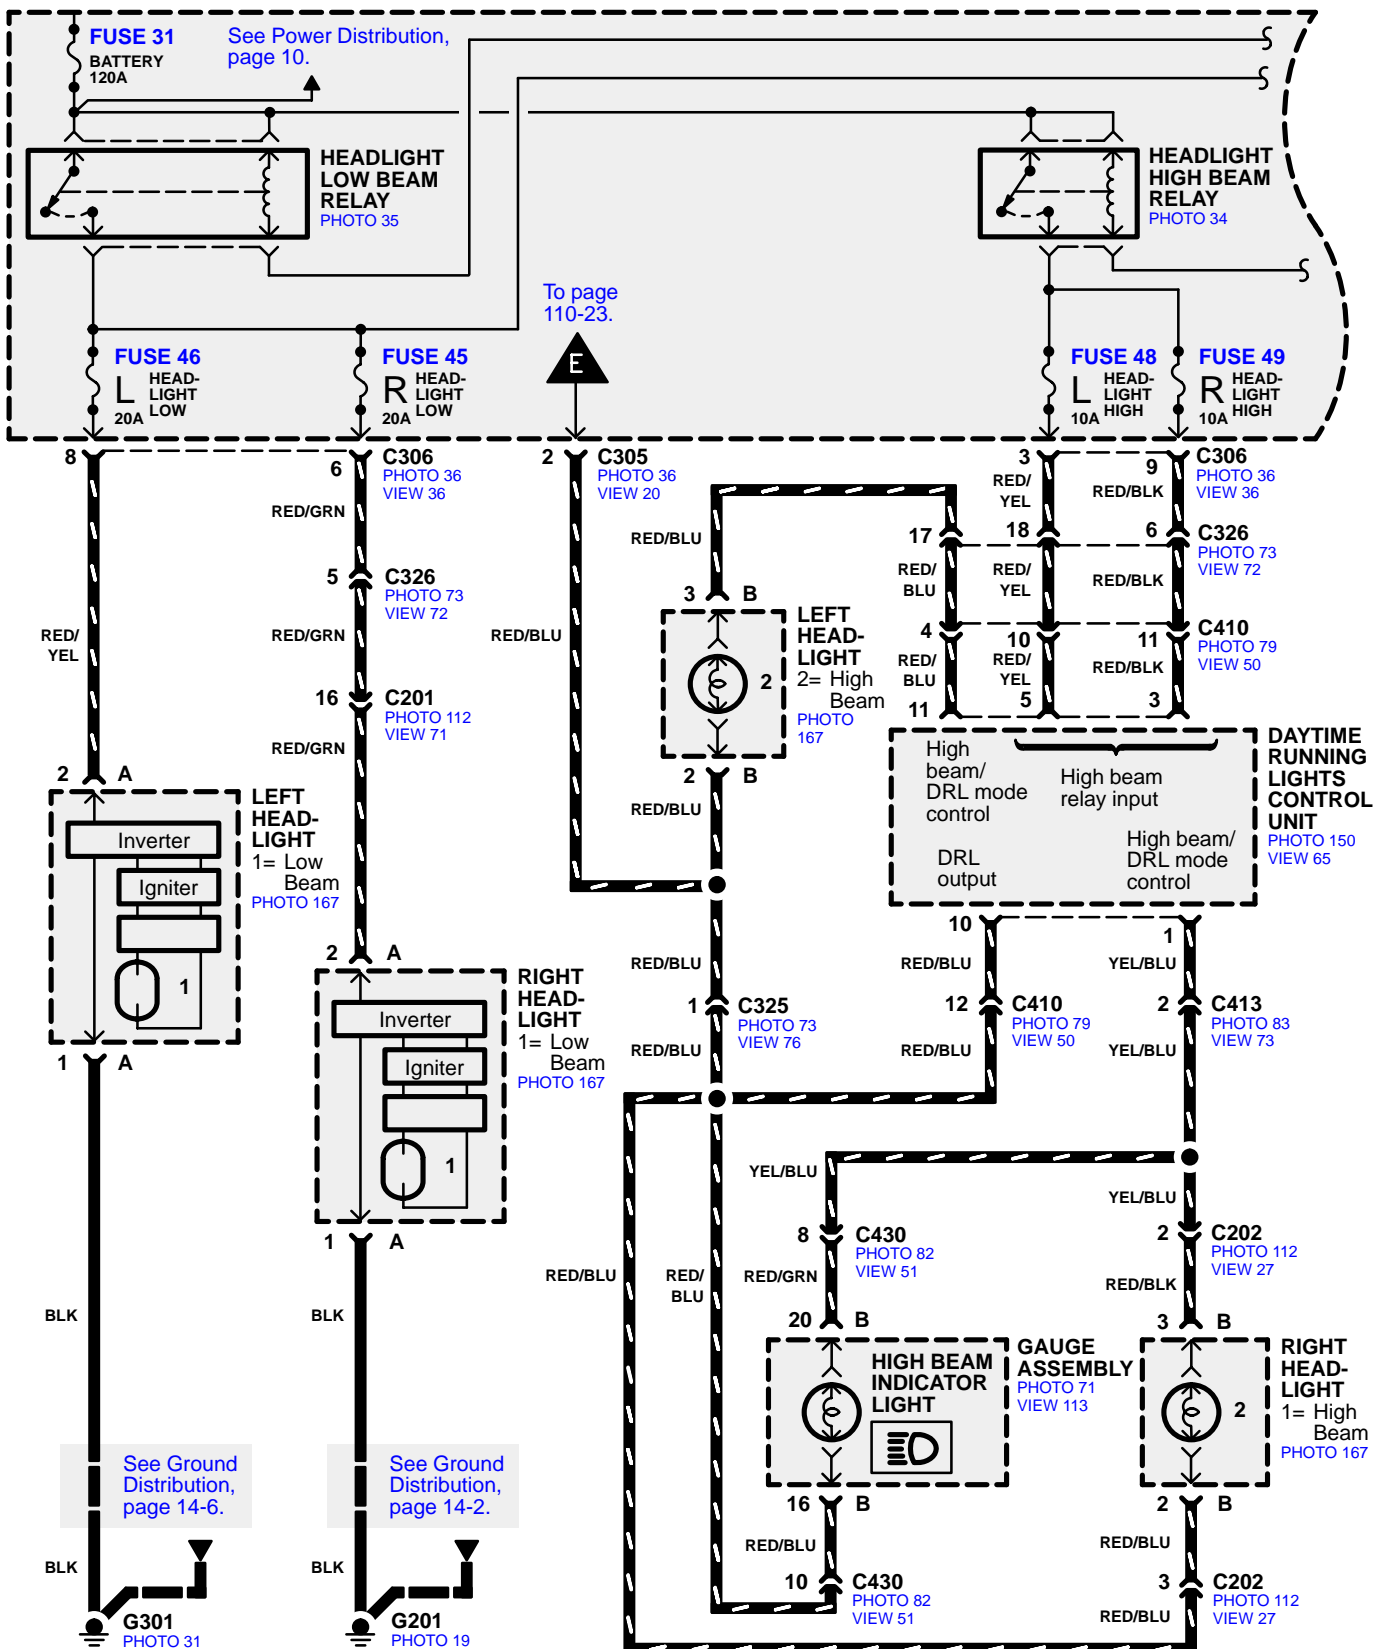 FUSE 31
BATTERY
120A
See Power Distribution,
page 10.
HEADLIGHT
LOW BEAM
RELAY
PHOTO 35
HEADLIGHT
HIGH BEAM
RELAY
PHOTO 34
To page
110-23.
E
FUSE 46
L
HEAD-
LIGHT
LOW
20A
FUSE 45
R
HEAD-
LIGHT
LOW
20A
FUSE 48
L
HEAD-
LIGHT
HIGH
10A
FUSE 49
R
HEAD-
LIGHT
HIGH
10A
8
6
C306
PHOTO 36
VIEW 36
2
C305
PHOTO 36
VIEW 20
3
9
C306
PHOTO 36
VIEW 36
RED/GRN
RED/
YEL
RED/BLK
RED/BLU
17
18
6
C326
PHOTO 73
VIEW 72
5
C326
PHOTO 73
VIEW 72
RED/
BLU
RED/
YEL
RED/BLK
3
B
RED/
YEL
RED/GRN
RED/BLU
LEFT
HEAD-
LIGHT
2= High
Beam
PHOTO
167
2
4
10
11
C410
PHOTO 79
VIEW 50
RED/
BLU
RED/
YEL
RED/BLK
16
C201
PHOTO 112
VIEW 71
11
5
3
RED/GRN
2
B
RED/BLU
DAYTIME
RUNNING
LIGHTS
CONTROL
UNIT
PHOTO 150
VIEW 65
High
beam/
DRL mode
control
High beam
relay input
DRL
output
High beam/
DRL mode
control
2
A
LEFT
HEAD-
LIGHT
1= Low
Beam
PHOTO 167
Inverter
Igniter
1
10
1
2
A
RED/BLU
RED/BLU
YEL/BLU
RIGHT
HEAD-
LIGHT
1= Low
Beam
PHOTO 167
Inverter
Igniter
1
1
C325
PHOTO 73
VIEW 76
12
C410
PHOTO 79
VIEW 50
2
C413
PHOTO 83
VIEW 73
1
A
RED/BLU
RED/BLU
YEL/BLU
YEL/BLU
YEL/BLU
1
A
8
C430
PHOTO 82
VIEW 51
2
C202
PHOTO 112
VIEW 27
RED/BLU
RED/
BLU
RED/GRN
RED/BLK
BLK
BLK
20
B
3
B
HIGH BEAM
INDICATOR
LIGHT
GAUGE
ASSEMBLY
PHOTO 71
VIEW 113
RIGHT
HEAD-
LIGHT
1= High
Beam
PHOTO 167
2
See Ground
Distribution,
page 14-6.
See Ground
Distribution,
page 14-2.
16
B
2
B
RED/BLU
RED/BLU
BLK
BLK
10
C430
PHOTO 82
VIEW 51
3
C202
PHOTO 112
VIEW 27
RED/BLU
G301
PHOTO 31
G201
PHOTO 19